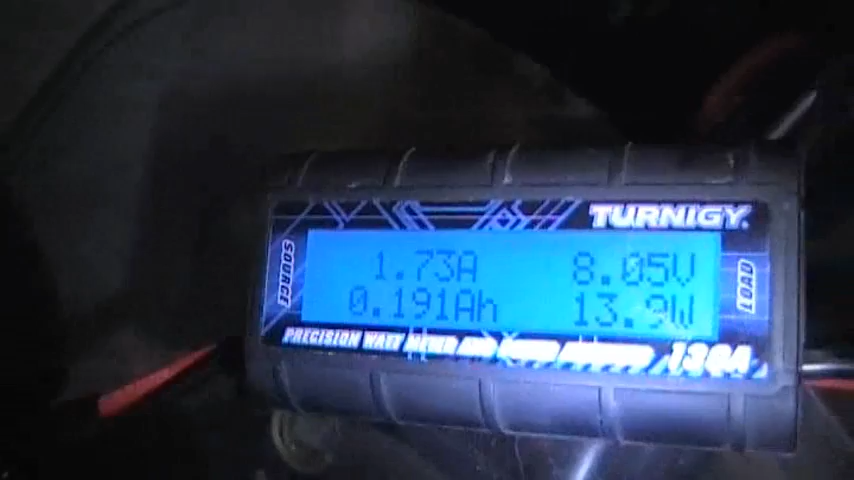 TURNIGY
SOURCE
1.73A 8.05V
0.191Ah 13.9W
LOAD
PRECISION WATT METER AND POWER ANALYZER 130A